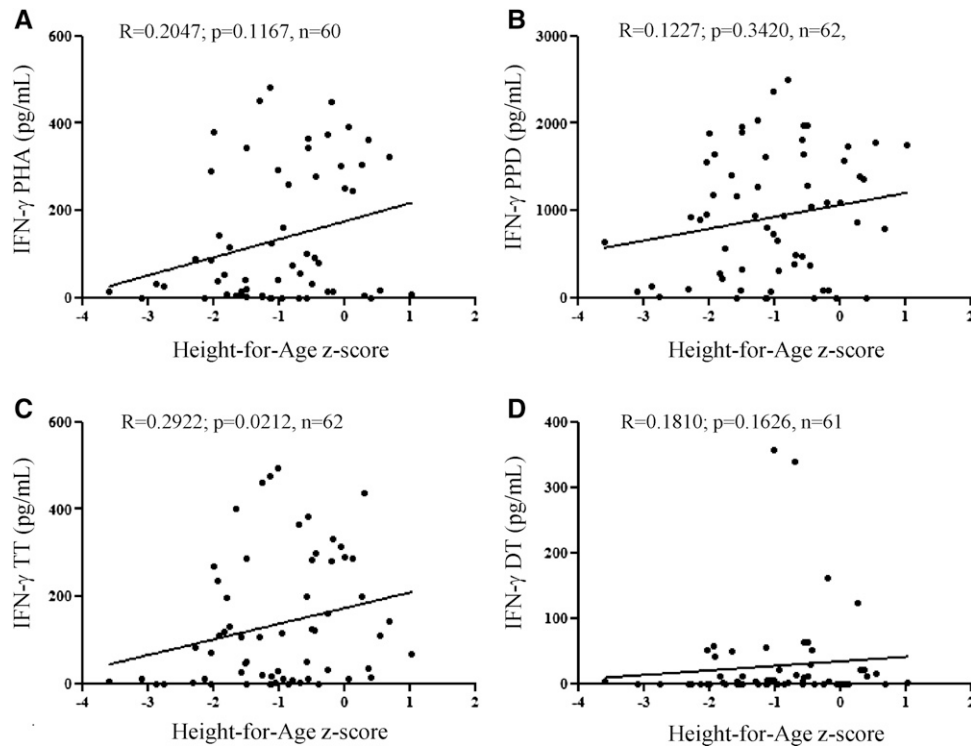 A
R=0.2047; p=0.1167, n=60
IFN-γ PHA (pg/mL)
600
400
200
0
-4 -3 -2 -1 0 1 2
Height-for-Age z-score
B
R=0.1227; p=0.3420, n=62,
IFN-γ PPD (pg/mL)
3000
2000
1000
0
-4 -3 -2 -1 0 1 2
Height-for-Age z-score
C
R=0.2922; p=0.0212, n=62
IFN-γ TT (pg/mL)
600
400
200
0
-4 -3 -2 -1 0 1 2
Height-for-Age z-score
D
R=0.1810; p=0.1626, n=61
IFN-γ DT (pg/mL)
400
300
200
100
0
-4 -3 -2 -1 0 1 2
Height-for-Age z-score